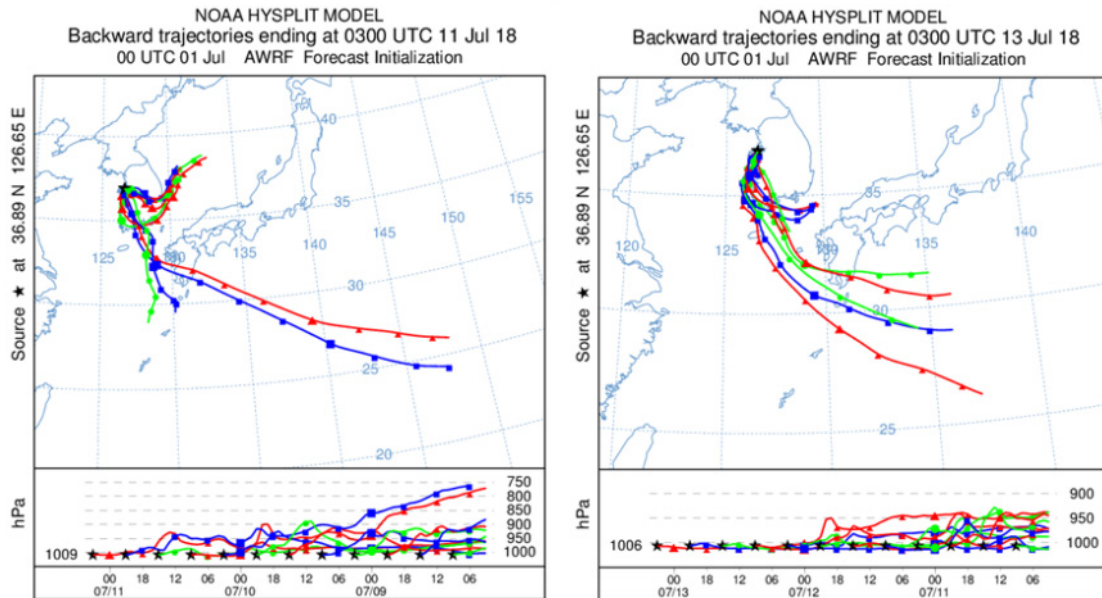 NOAA HYSPLIT MODEL
Backward trajectories ending at 0300 UTC 11 Jul 18
00 UTC 01 Jul AWRF Forecast Initialization
Source ★ at 36.89 N 126.65 E
40
155
35
150
145
125
130
140
135
30
25
20
hPa
750
800
850
900
950
1000
1009
00 18 12 06 00 18 12 06 00 18 12 06
07/11 07/10 07/09
NOAA HYSPLIT MODEL
Backward trajectories ending at 0300 UTC 13 Jul 18
00 UTC 01 Jul AWRF Forecast Initialization
Source ★ at 36.89 N 126.65 E
35
120
125
130
135
140
30
25
hPa
900
950
1000
1006
00 18 12 06 00 18 12 06 00 18 12 06
07/13 07/12 07/11